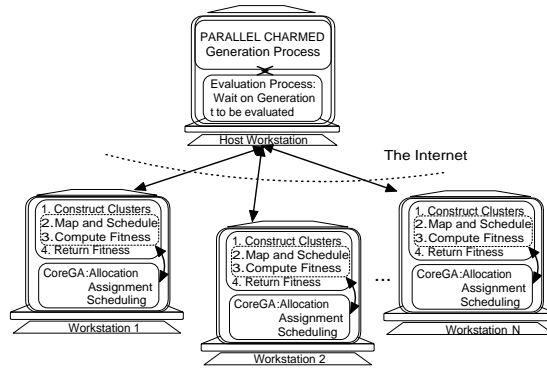 PARALLEL CHARMED
Generation Process
Evaluation Process:
Wait on Generation
t to be evaluated
Host Workstation
The Internet
1. Construct Clusters
2. Map and Schedule
3. Compute Fitness
4. Return Fitness
CoreGA:Allocation
Assignment
Scheduling
Workstation 1
1. Construct Clusters
2. Map and Schedule
3. Compute Fitness
4. Return Fitness
CoreGA:Allocation
Assignment
Scheduling
Workstation 2
...
1. Construct Clusters
2. Map and Schedule
3. Compute Fitness
4. Return Fitness
CoreGA:Allocation
Assignment
Scheduling
Workstation N